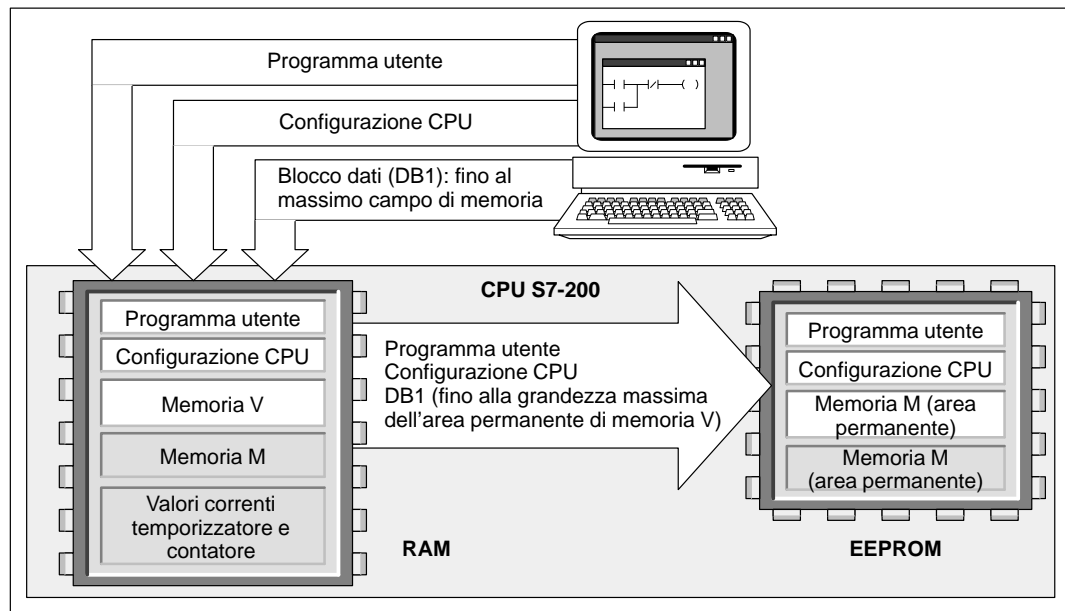 Programma utente
Configurazione CPU
Blocco dati (DB1): fino al
massimo campo di memoria
CPU S7-200
Programma utente
Configurazione CPU
Memoria V
Memoria M
Valori correnti
temporizzatore e
contatore
RAM
Programma utente
Configurazione CPU
DB1 (fino alla grandezza massima
dell'area permanente di memoria V)
Programma utente
Configurazione CPU
Memoria M (area
permanente)
Memoria M
(area permanente)
EEPROM